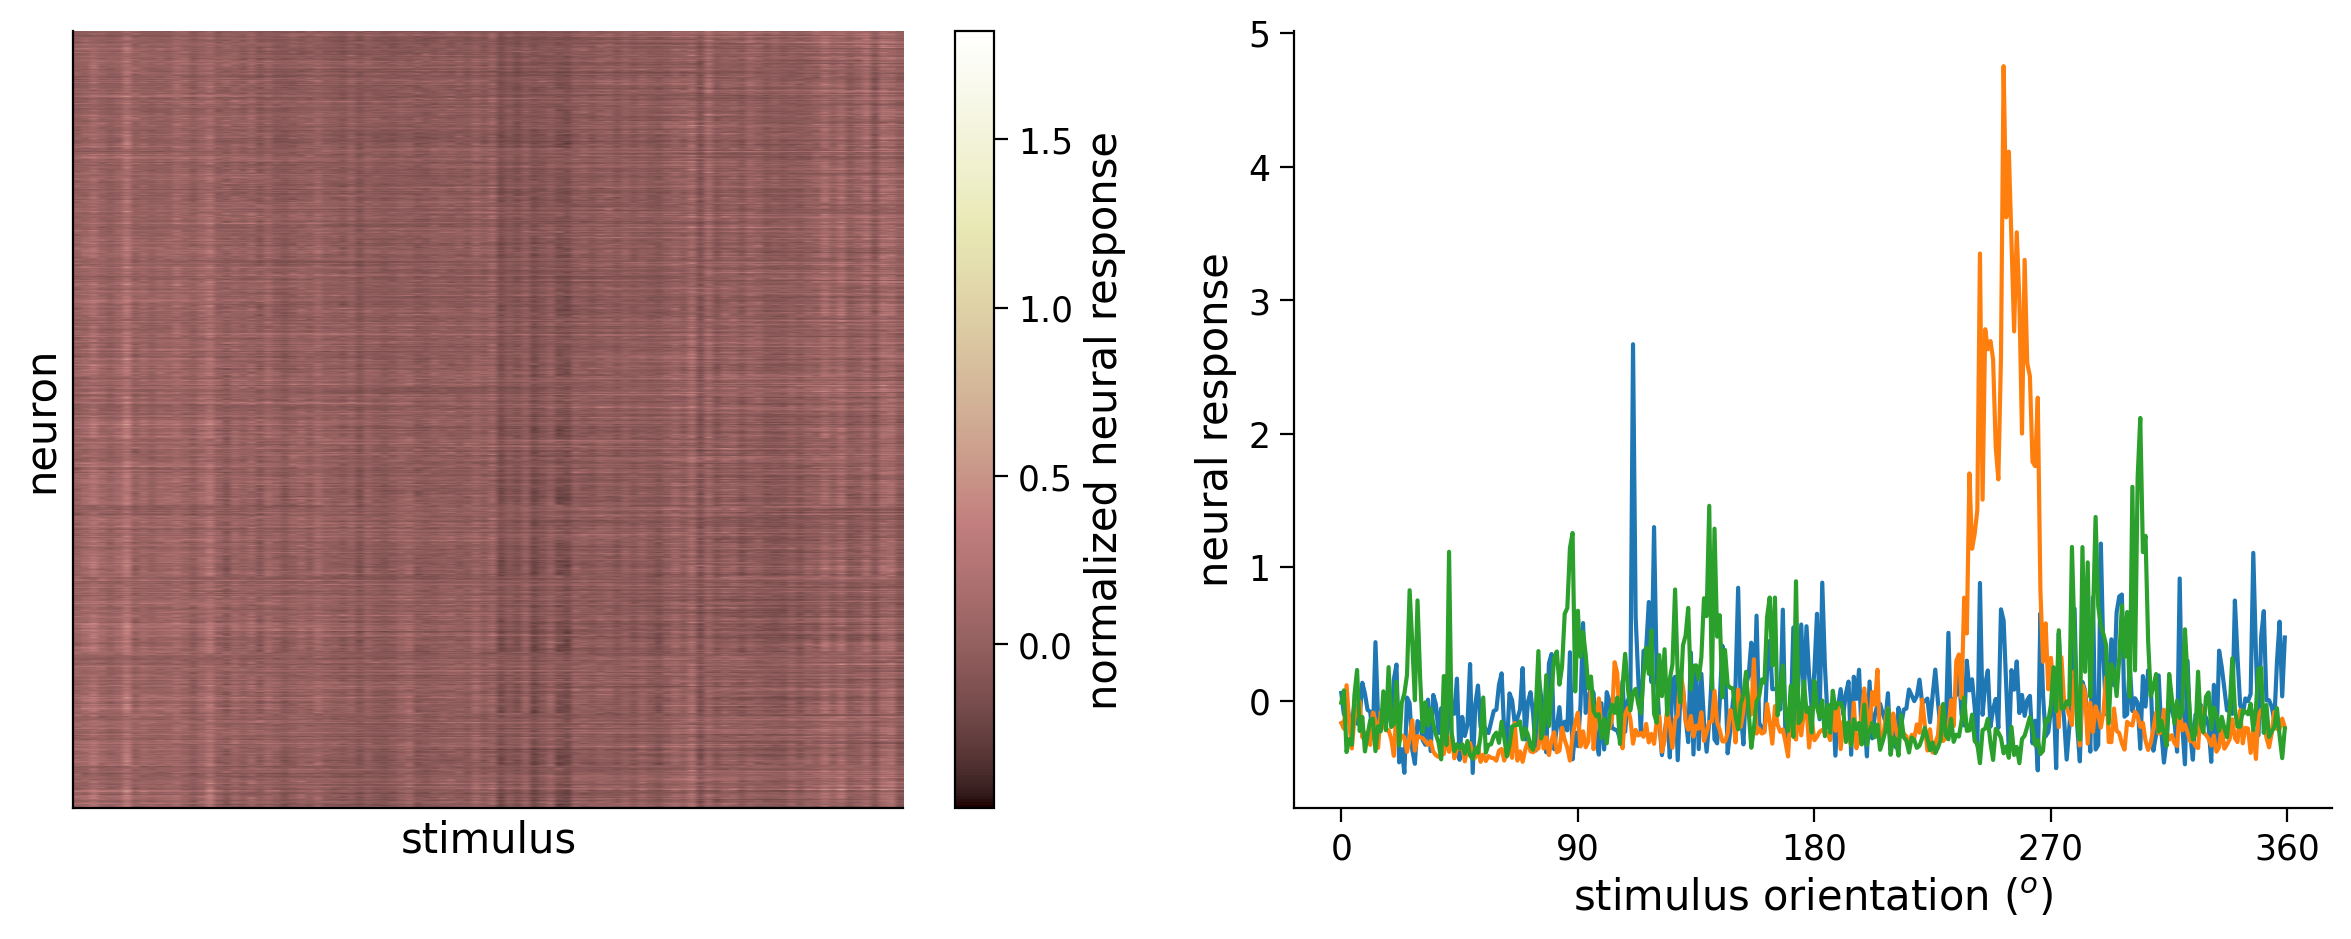 neuron
stimulus
1.5
1.0
0.5
0.0
normalized neural response
5
4
3
2
1
0
neural response
0 90 180 270 360
stimulus orientation (o)